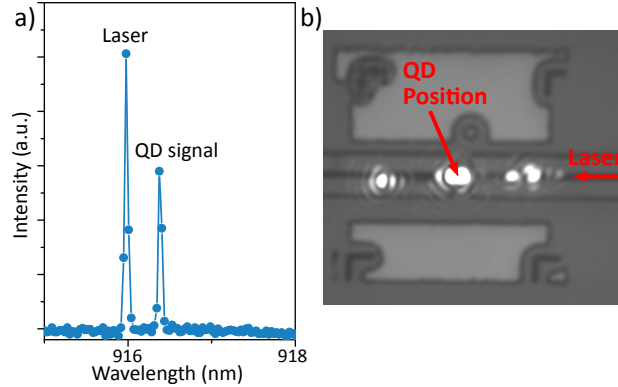 a)
Laser
QD signal
Intensity (a.u.)
916
918
Wavelength (nm)
b)
QD
Position
Laser